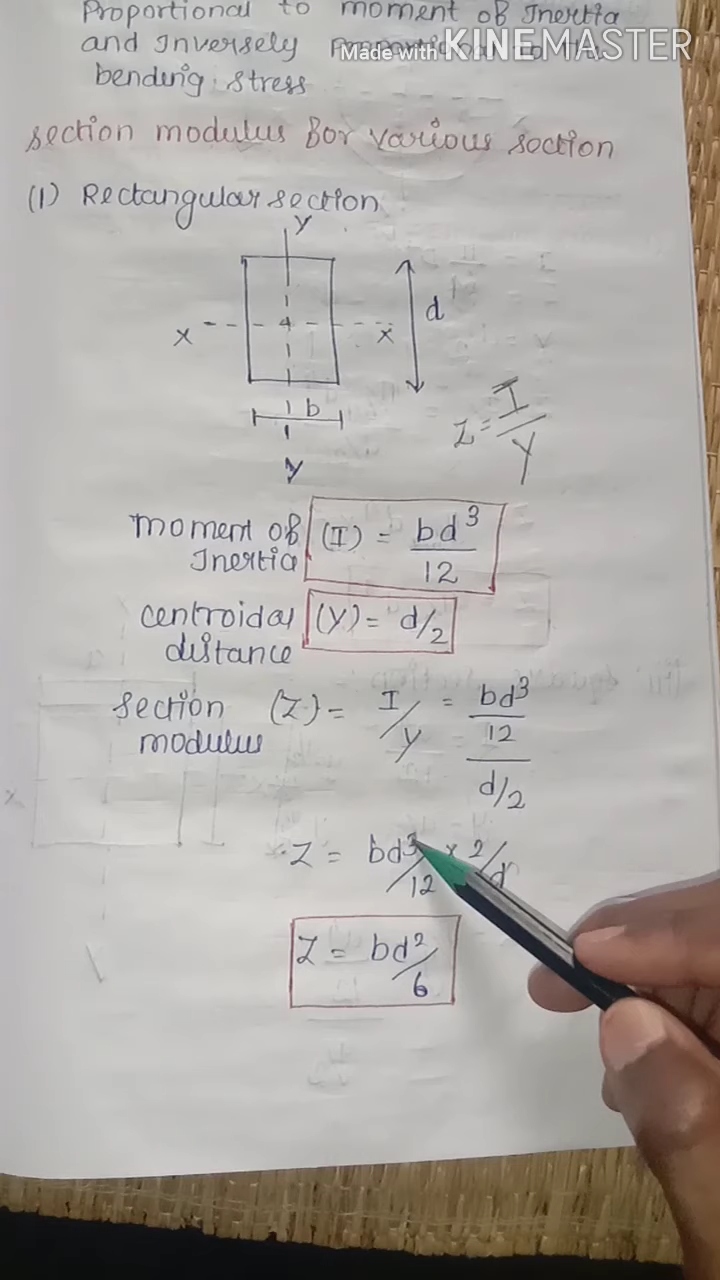 Proportional to moment of Inertia
and Inversely
Made with KINEMASTER
bending stress
section modulus for various section
(1) Rectangular section
y
d
x x
b
y
Z = I/y
moment of Inertia (I) = bd³/12
centroidal distance (y) = d/2
section modulus (Z) = I/y = bd³/12 / d/2
Z = bd³/12 × 2/d
Z = bd²/6